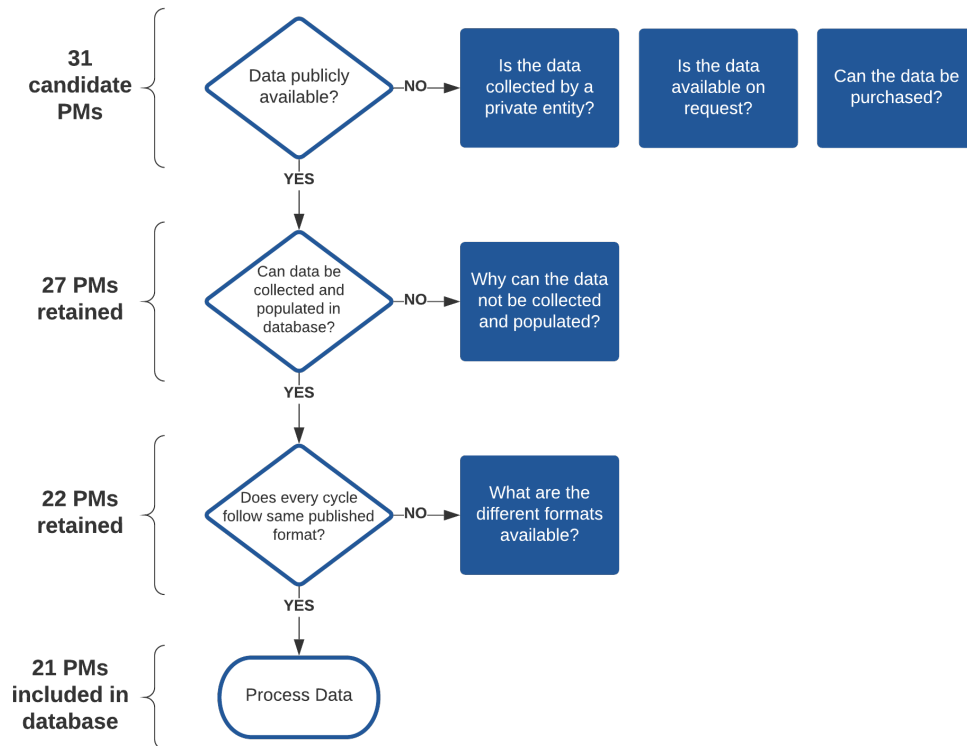 31
candidate
PMs
Data publicly
available?
NO
Is the data
collected by a
private entity?
Is the data
available on
request?
Can the data be
purchased?
YES
27 PMs
retained
Can data be
collected and
populated in
database?
NO
Why can the data
not be collected
and populated?
YES
22 PMs
retained
Does every cycle
follow same published
format?
NO
What are the
different formats
available?
YES
21 PMs
included in
database
Process Data